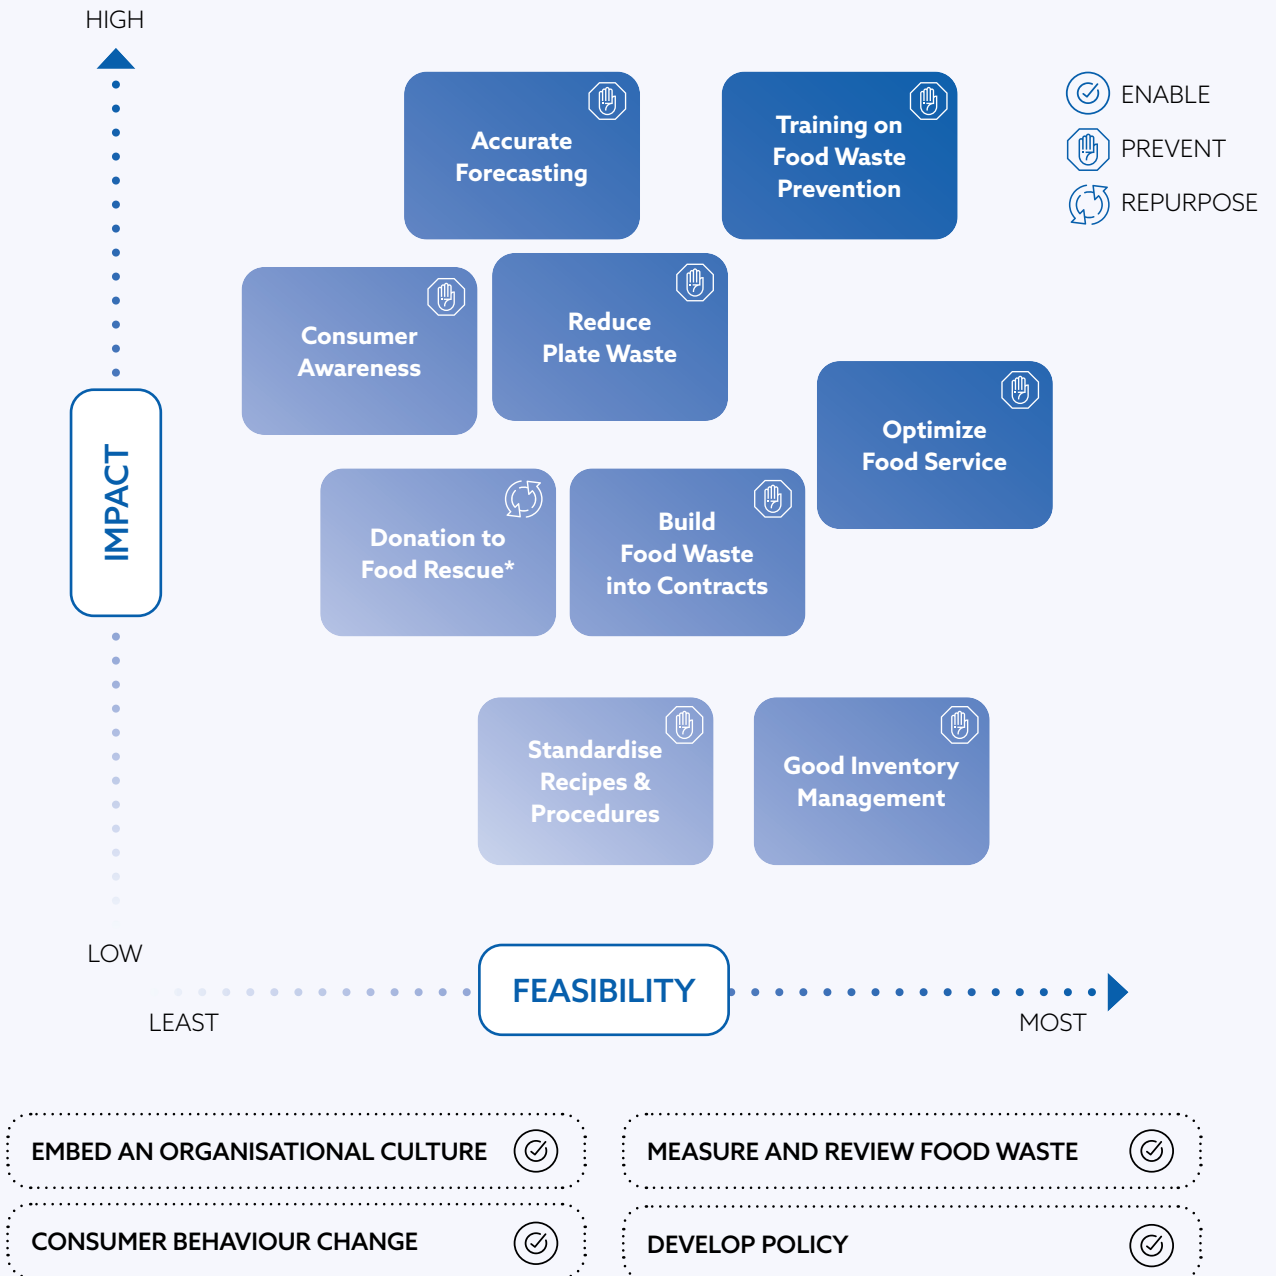 HIGH
ENABLE
PREVENT
REPURPOSE
Accurate
Forecasting
Training on
Food Waste
Prevention
Consumer
Awareness
Reduce
Plate Waste
Optimize
Food Service
IMPACT
Donation to
Food Rescue*
Build
Food Waste
into Contracts
Standardise
Recipes &
Procedures
Good Inventory
Management
LOW
FEASIBILITY
LEAST
MOST
EMBED AN ORGANISATIONAL CULTURE
MEASURE AND REVIEW FOOD WASTE
CONSUMER BEHAVIOUR CHANGE
DEVELOP POLICY